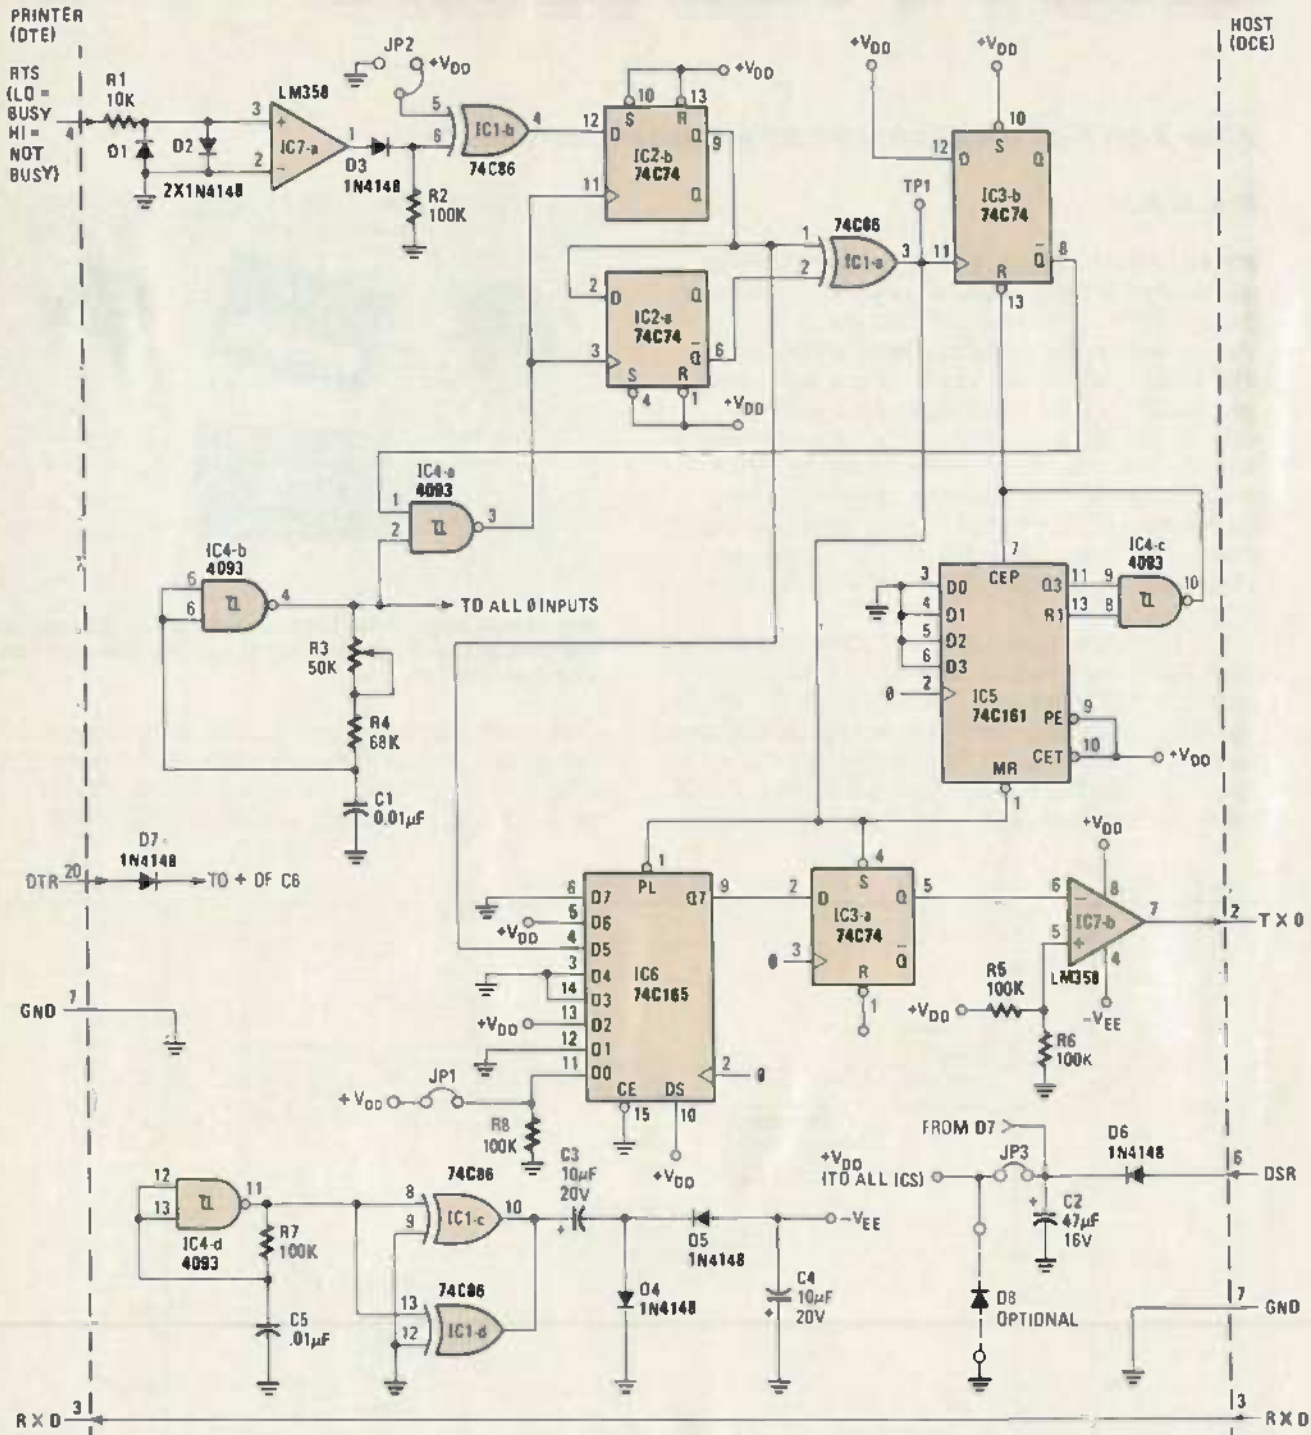 PRINTER
(DTE)
HOST
(DCE)
RTS
(LO =
BUSY
HI =
NOT
BUSY)
4
R1
10K
D1
D2
2X1N4148
LM358
3
+
2
−
IC7-a
1
D3
1N4148
R2
100K
JP2
+VDD
5
6
IC1-b
4
74C86
12
D
10
S
13
R
+VDD
Q
9
IC2-b
74C74
11
Q
2
D
Q
IC2-a
74C74
3
Q
6
S
R
4
1
+VDD
74C86
1
2
IC1-a
3
TP1
+VDD
+VDD
10
12
D
S
Q
IC3-b
74C74
11
Q
8
R
13
IC4-a
4093
1
2
3
IC4-b
4093
6
6
4
TO ALL ØINPUTS
R3
50K
R4
68K
C1
0.01µF
7
CEP
3
D0
4
D1
5
D2
6
D3
Ø
2
IC5
74C161
Q3
11
9
R1
13
8
IC4-c
4093
10
PE
9
CET
10
+VDD
MR
1
DTR
20
D7
1N4148
TO + OF C6
GND
7
1
PL
6
D7
+VDD
5
D6
4
D5
3
D4
14
D3
+VDD
13
D2
12
D1
11
D0
IC6
74C165
Q7
9
2
Ø
CE
DS
15
10
+VDD
2
D
4
S
Q
5
IC3-a
74C74
Ø
3
Q
R
1
+VDD
6
−
8
IC7-b
5
+
7
4
LM358
−VEE
2
TXD
+VDD
R5
100K
R6
100K
+VDD
JP1
R8
100K
FROM D7
+VDD
(TO ALL ICS)
JP3
D6
1N4148
6
DSR
+
C2
47µF
16V
D8
OPTIONAL
7
GND
12
13
11
IC4-d
4093
R7
100K
C5
.01µF
74C86
8
9
IC1-c
10
74C86
13
12
IC1-d
C3
10µF
20V
+
D4
1N4148
D5
1N4148
−VEE
C4
10µF
20V
+
RXD
3
3
RXD